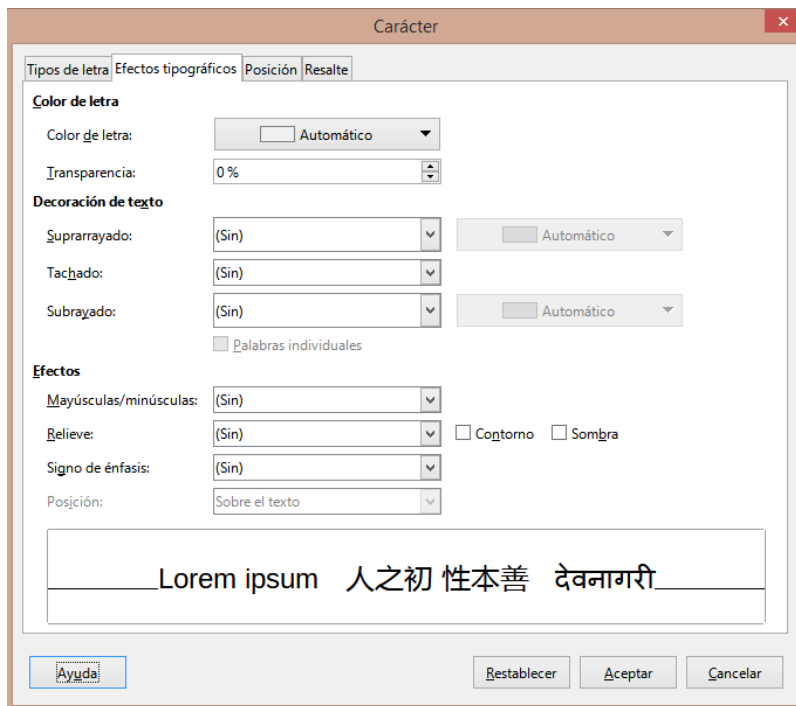 Carácter
Tipos de letra Efectos tipográficos Posición Resalte
Color de letra
Color de letra: Automático
Transparencia: 0 %
Decoración de texto
Suprarrayado: (Sin) Automático
Tachado: (Sin)
Subrayado: (Sin) Automático
Palabras individuales
Efectos
Mayúsculas/minúsculas: (Sin)
Relieve: (Sin) Contorno Sombra
Signo de énfasis: (Sin)
Posición: Sobre el texto
Lorem ipsum 人之初 性本善 देवनागरी
Ayuda Restablecer Aceptar Cancelar